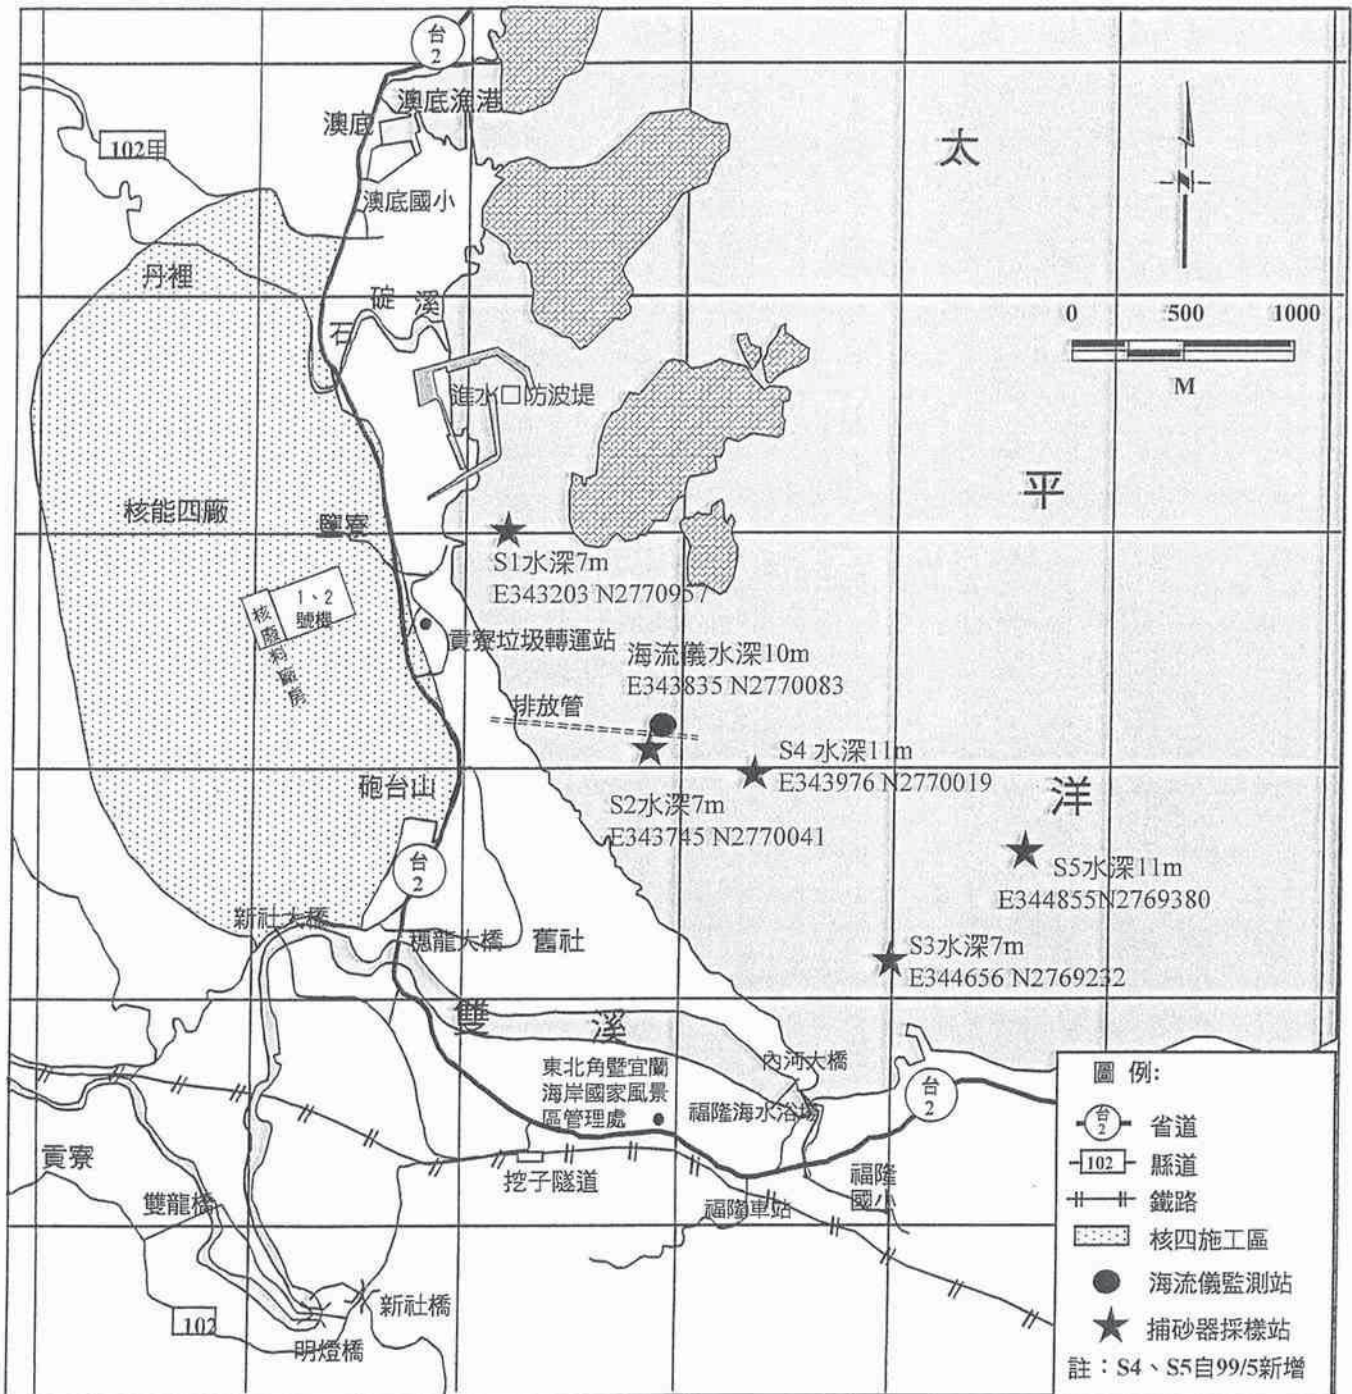 台
2
澳底漁港
澳底
102甲
澳底國小
丹裡
石
碇
溪
進水口防波堤
太
平
洋
N
0 500 1000
M
核能四廠
鹽寮
S1水深7m
E343203 N2770957
1、2
號機
核廢料廠房
貢寮垃圾轉運站
海流儀水深10m
E343835 N2770083
排放管
S4 水深11m
E343976 N2770019
砲台山
S2水深7m
E343745 N2770041
S5水深11m
E344855N2769380
台
2
新社大橋
穗龍大橋
舊社
S3水深7m
E344656 N2769232
雙
溪
內河大橋
東北角暨宜蘭
海岸國家風景
區管理處
福隆海水浴場
台
2
貢寮
雙龍橋
挖子隧道
福隆車站
福隆
國小
新社橋
102
明燈橋
圖 例:
台
2
省道
102
縣道
鐵路
核四施工區
海流儀監測站
捕砂器採樣站
註：S4、S5自99/5新增